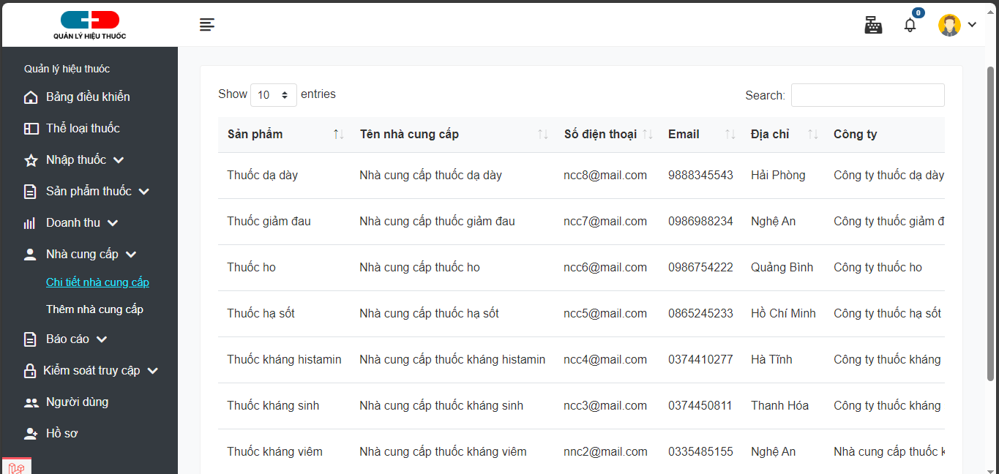 QUẢN LÝ HIỆU THUỐC
0
Quản lý hiệu thuốc
Bảng điều khiển
Thể loại thuốc
Nhập thuốc
Sản phẩm thuốc
Doanh thu
Nhà cung cấp
Chi tiết nhà cung cấp
Thêm nhà cung cấp
Báo cáo
Kiểm soát truy cập
Người dùng
Hồ sơ
Show 10 entries
Search:
Sản phẩm Tên nhà cung cấp Số điện thoại Email Địa chỉ Công ty
Thuốc dạ dày Nhà cung cấp thuốc dạ dày ncc8@mail.com 9888345543 Hải Phòng Công ty thuốc dạ dày
Thuốc giảm đau Nhà cung cấp thuốc giảm đau ncc7@mail.com 0986988234 Nghệ An Công ty thuốc giảm đ
Thuốc ho Nhà cung cấp thuốc ho ncc6@mail.com 0986754222 Quảng Bình Công ty thuốc ho
Thuốc hạ sốt Nhà cung cấp thuốc hạ sốt ncc5@mail.com 0865245233 Hồ Chí Minh Công ty thuốc hạ sốt
Thuốc kháng histamin Nhà cung cấp thuốc kháng histamin ncc4@mail.com 0374410277 Hà Tĩnh Công ty thuốc kháng
Thuốc kháng sinh Nhà cung cấp thuốc kháng sinh ncc3@mail.com 0374450811 Thanh Hóa Công ty thuốc kháng
Thuốc kháng viêm Nhà cung cấp thuốc kháng viêm nnc2@mail.com 0335485155 Nghệ An Nhà cung cấp thuốc k